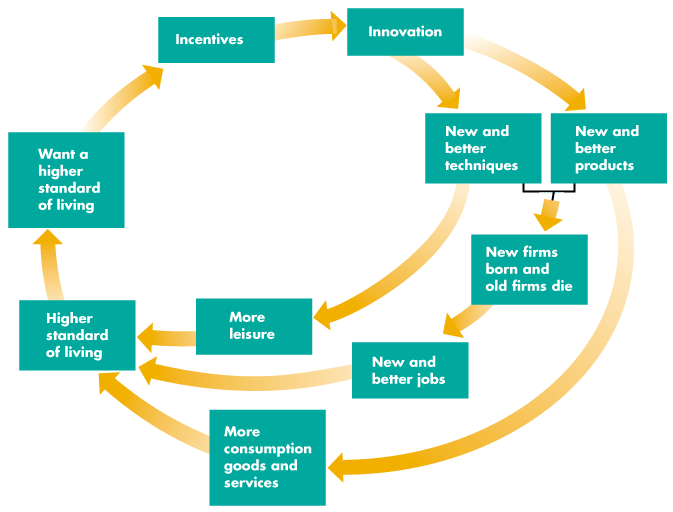 Incentives
Innovation
New and
better
techniques
New and
better
products
Want a
higher
standard
of living
New firms
born and
old firms die
Higher
standard
of living
More
leisure
New and
better jobs
More
consumption
goods and
services